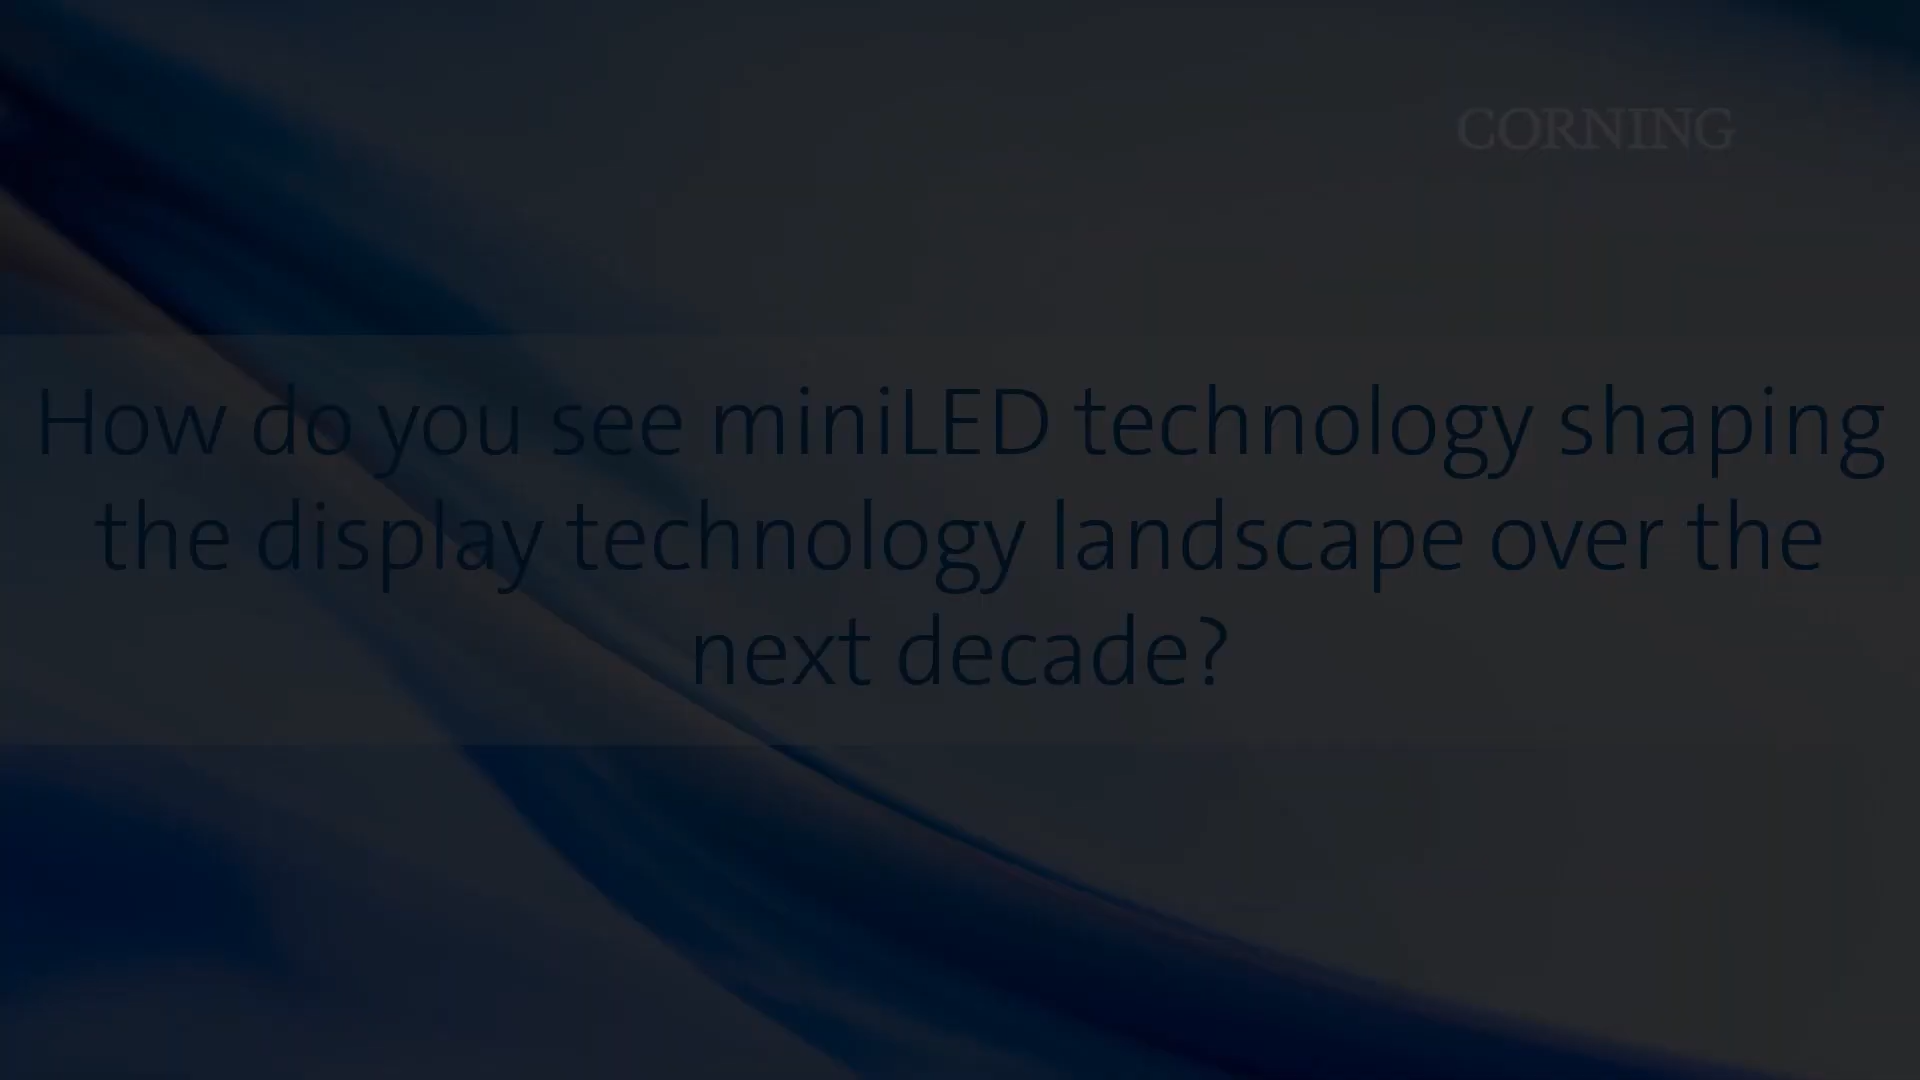 CORNING
How do you see miniLED technology shaping
the display technology landscape over the
next decade?